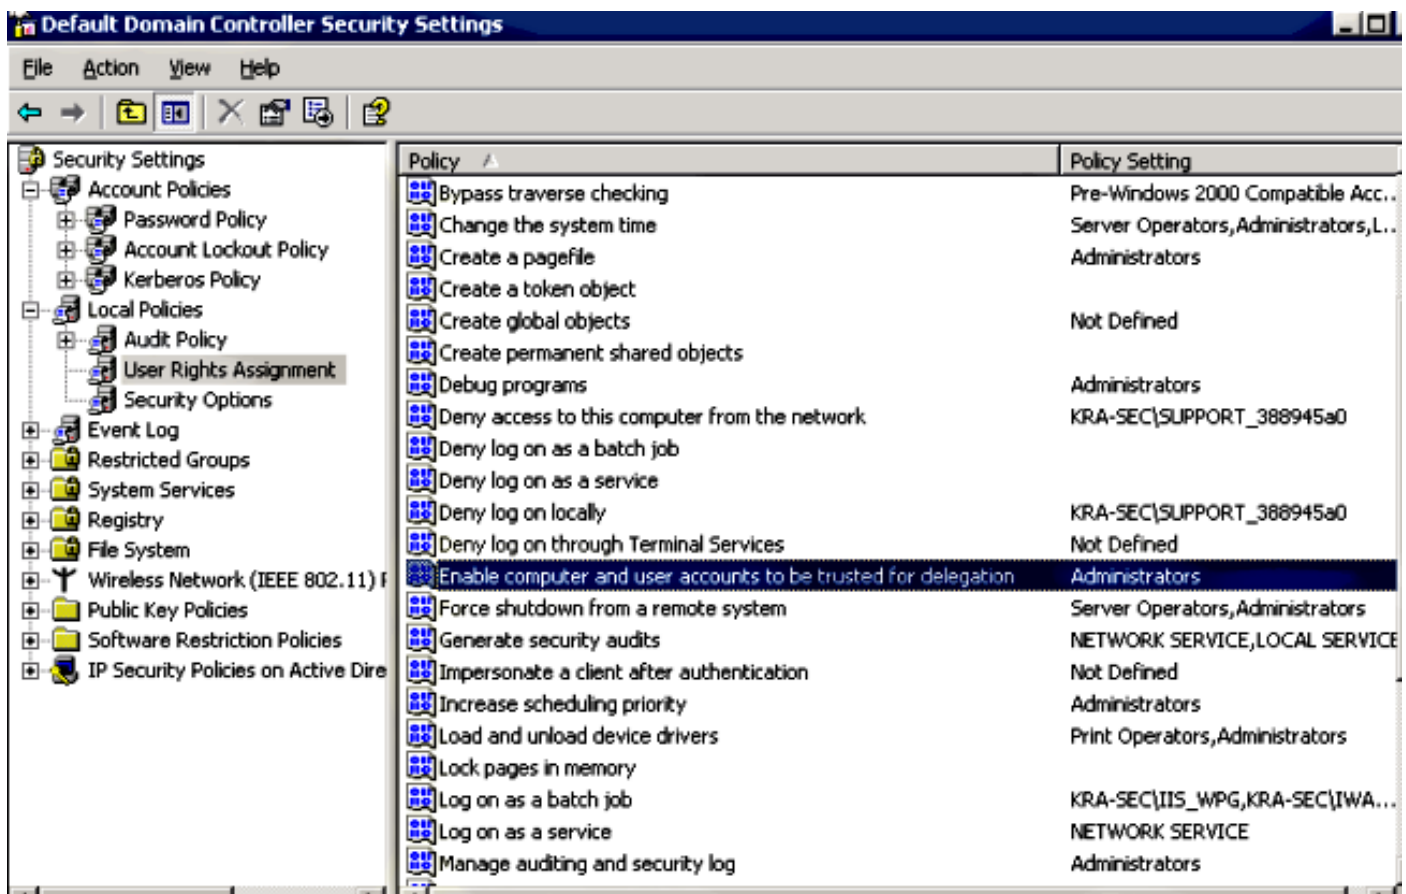 Default Domain Controller Security Settings
File Action View Help
Security Settings
Account Policies
Password Policy
Account Lockout Policy
Kerberos Policy
Local Policies
Audit Policy
User Rights Assignment
Security Options
Event Log
Restricted Groups
System Services
Registry
File System
Wireless Network (IEEE 802.11)
Public Key Policies
Software Restriction Policies
IP Security Policies on Active Dire
Policy Policy Setting
Bypass traverse checking Pre-Windows 2000 Compatible Acc...
Change the system time Server Operators,Administrators,L...
Create a pagefile Administrators
Create a token object
Create global objects Not Defined
Create permanent shared objects
Debug programs Administrators
Deny access to this computer from the network KRA-SEC\SUPPORT_388945a0
Deny log on as a batch job
Deny log on as a service
Deny log on locally KRA-SEC\SUPPORT_388945a0
Deny log on through Terminal Services Not Defined
Enable computer and user accounts to be trusted for delegation Administrators
Force shutdown from a remote system Server Operators,Administrators
Generate security audits NETWORK SERVICE,LOCAL SERVICE
Impersonate a client after authentication Not Defined
Increase scheduling priority Administrators
Load and unload device drivers Print Operators,Administrators
Lock pages in memory
Log on as a batch job KRA-SEC\IIS_WPG,KRA-SEC\IWA...
Log on as a service NETWORK SERVICE
Manage auditing and security log Administrators